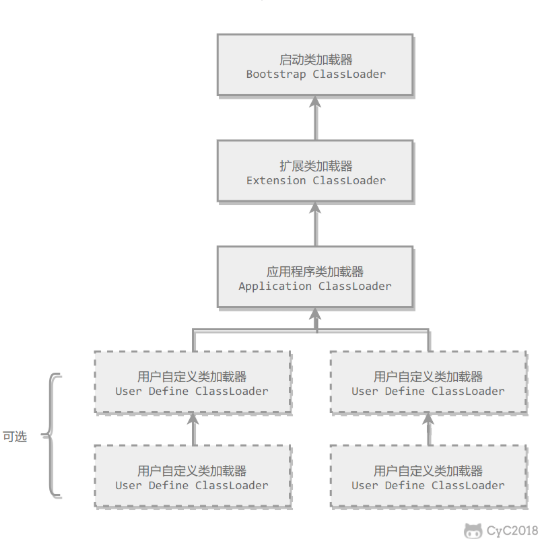 启动类加载器
Bootstrap ClassLoader
扩展类加载器
Extension ClassLoader
应用程序类加载器
Application ClassLoader
用户自定义类加载器
User Define ClassLoader
用户自定义类加载器
User Define ClassLoader
可选
用户自定义类加载器
User Define ClassLoader
用户自定义类加载器
User Define ClassLoader
CyC2018